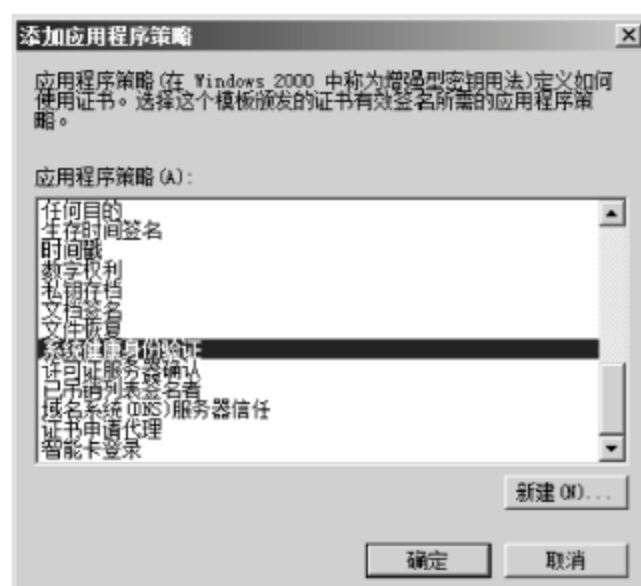 添加应用程序策略
应用程序策略(在 Windows 2000 中称为增强型密钥用法)定义如何
使用证书。选择这个模板颁发的证书有效签名所需的应用程序策
略。
应用程序策略(A):
任何目的
生存时间签名
时间戳
数字权利
私钥存档
文档签名
文件恢复
系统健康身份验证
许可证服务器确认
已吊销列表签名者
域名系统(DNS)服务器信任
证书申请代理
智能卡登录
新建(N)...
确定
取消